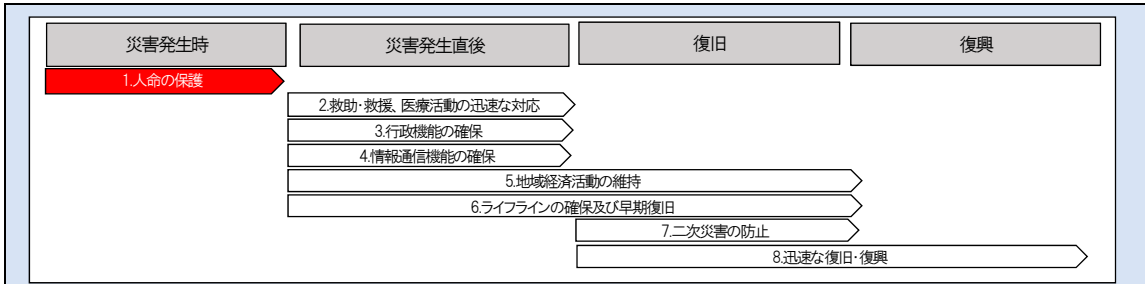 災害発生時
災害発生直後
復旧
復興
1.人命の保護
2.救助・救援、医療活動の迅速な対応
3.行政機能の確保
4.情報通信機能の確保
5.地域経済活動の維持
6.ライフラインの確保及び早期復旧
7.二次災害の防止
8.迅速な復旧・復興